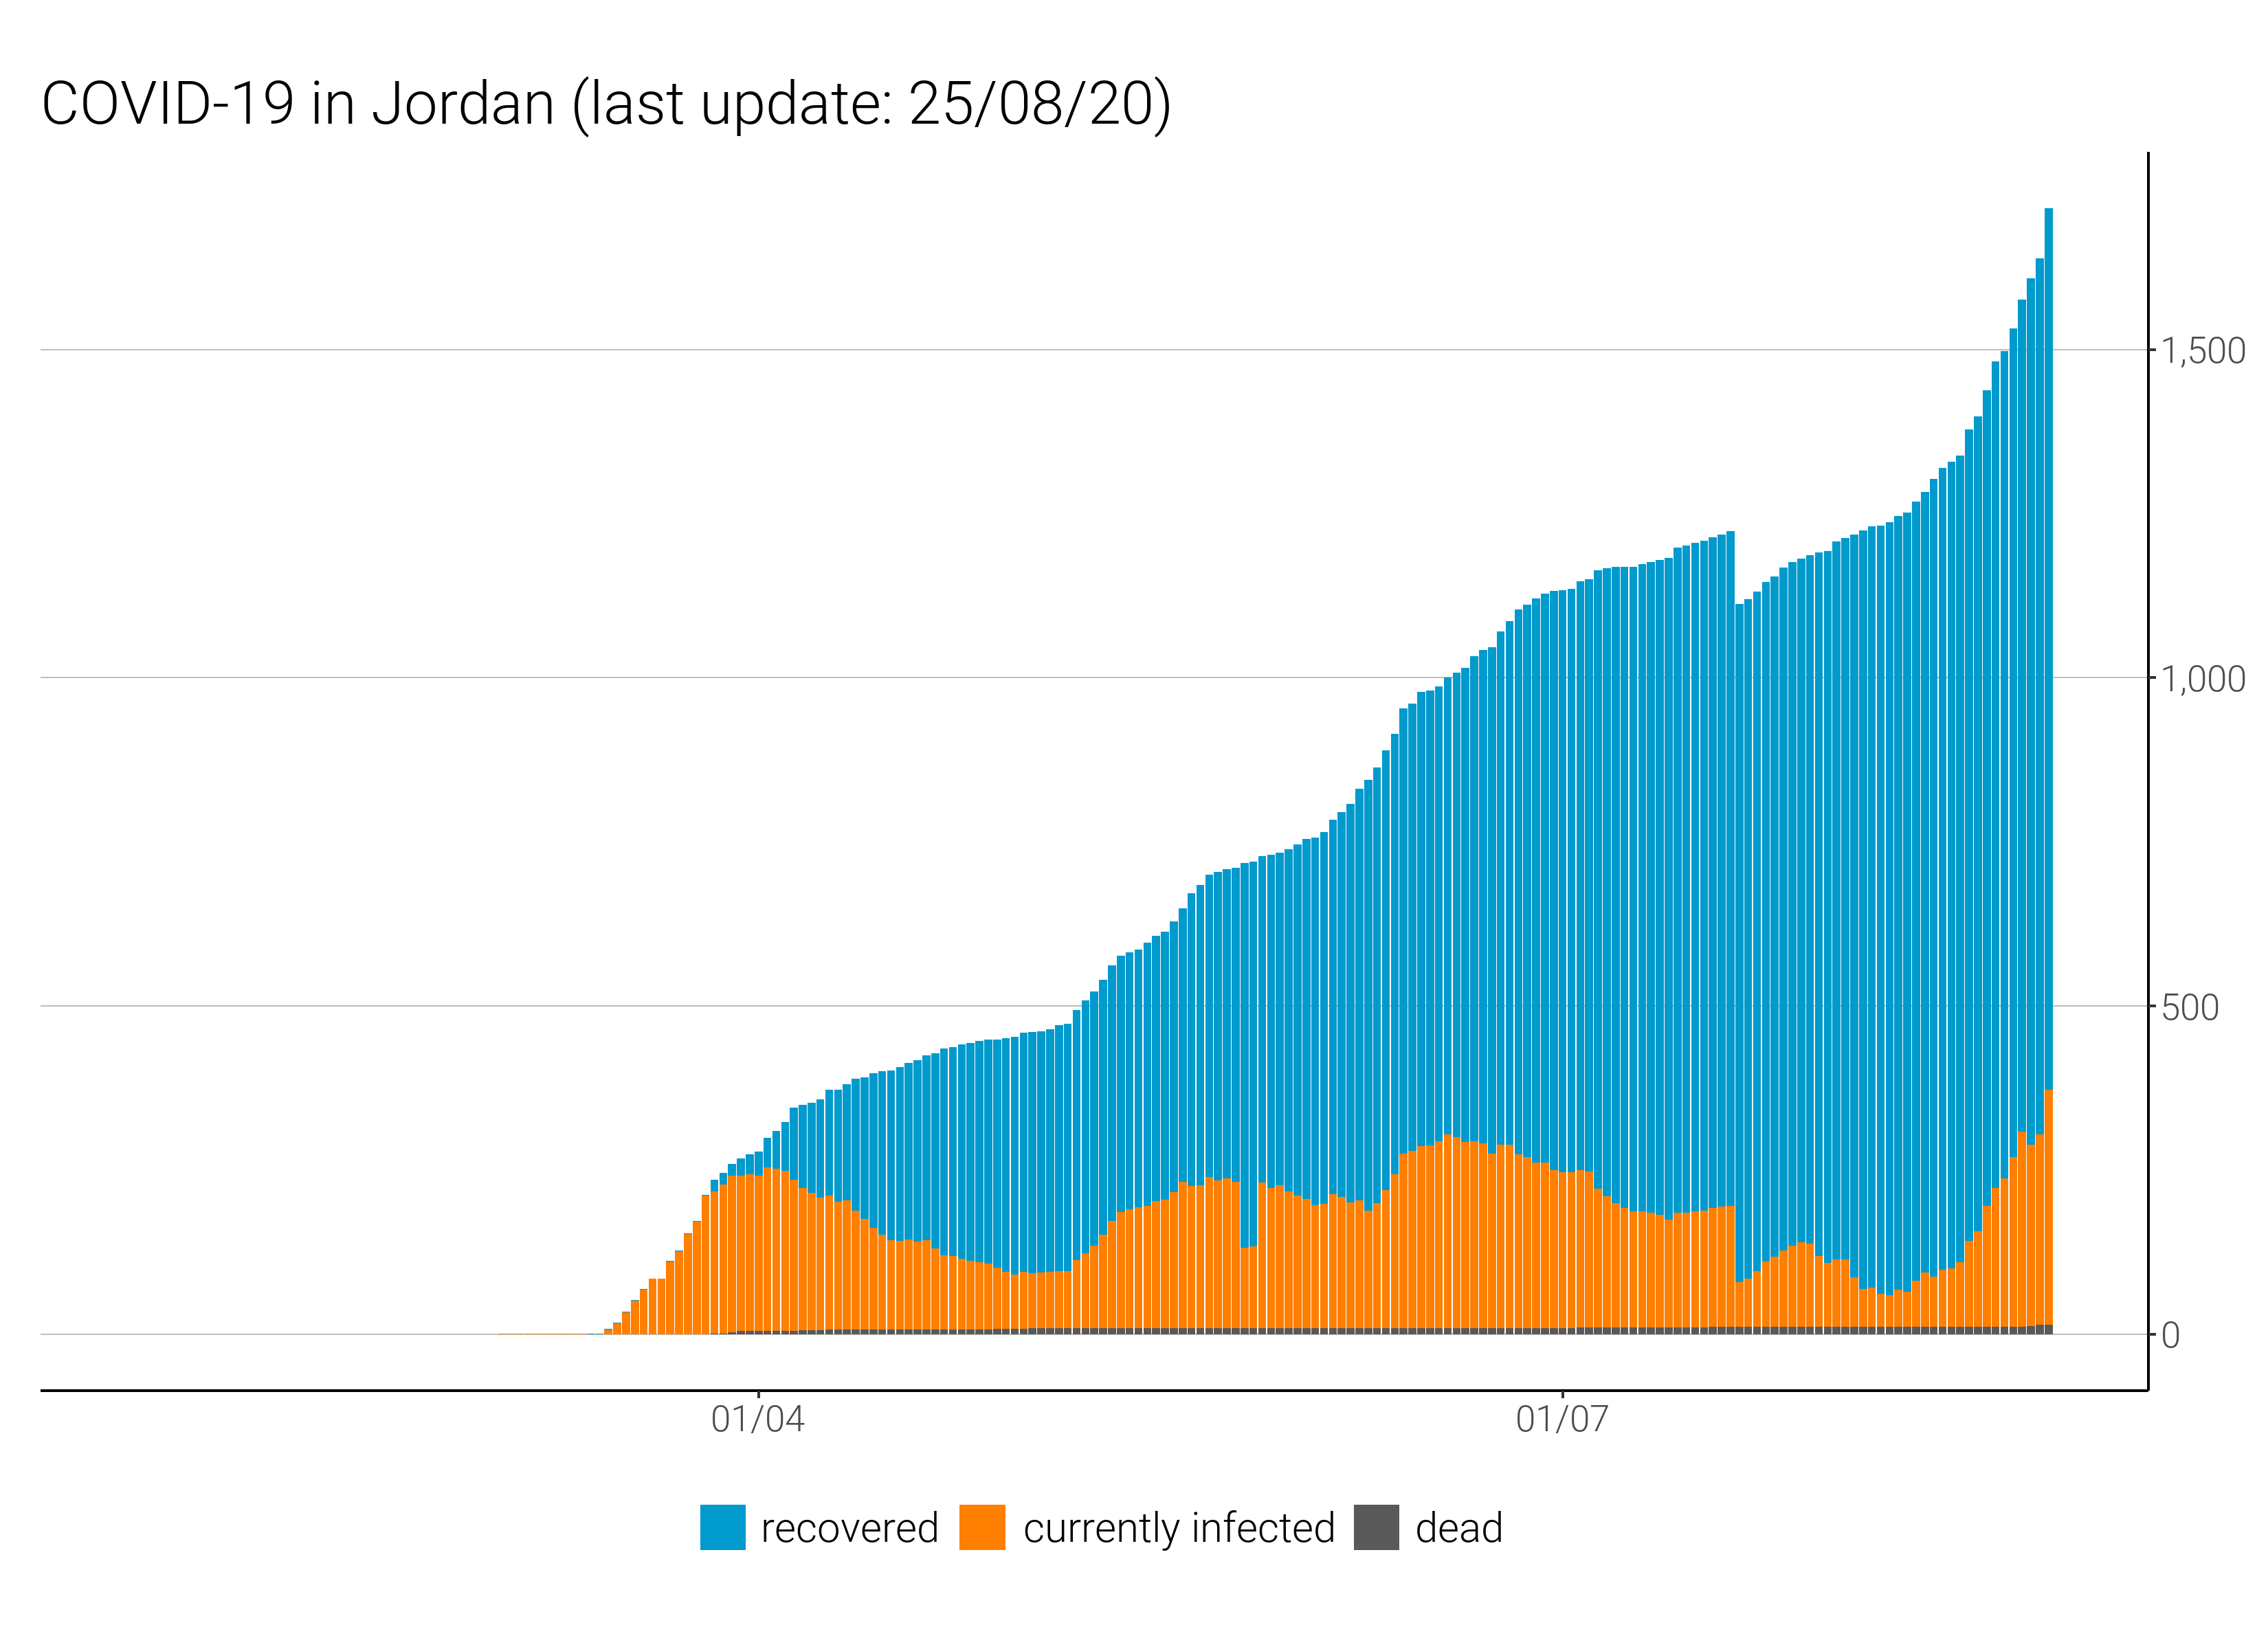 COVID-19 in Jordan (last update: 25/08/20)
1,500
1,000
500
0
01/04 01/07
recovered currently infected dead